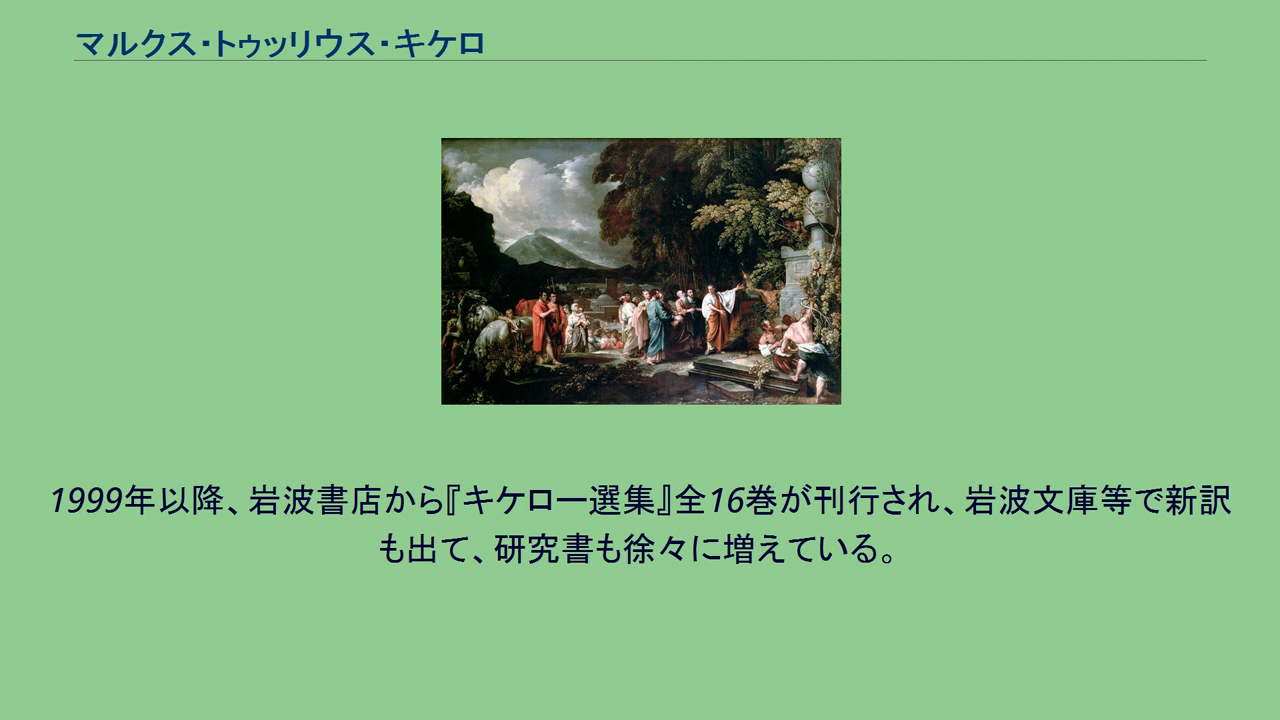 マルクス・トゥッリウス・キケロ
1999年以降、岩波書店から『キケロー選集』全16巻が刊行され、岩波文庫等で新訳
も出て、研究書も徐々に増えている。